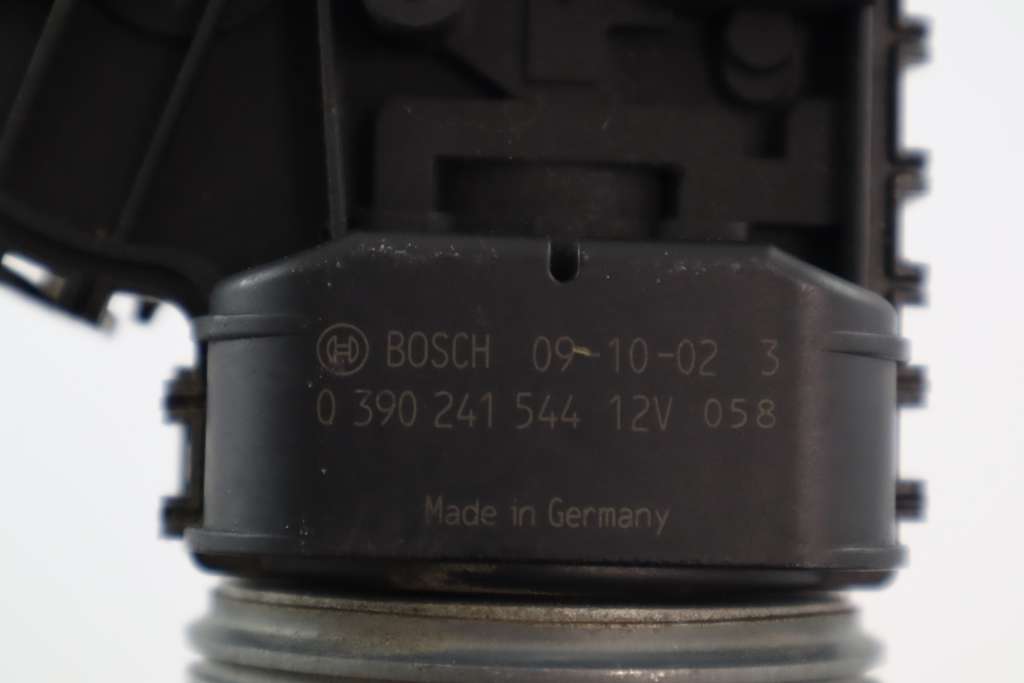 BOSCH 09-10-02 3
0 390 241 544 12V 058
Made in Germany